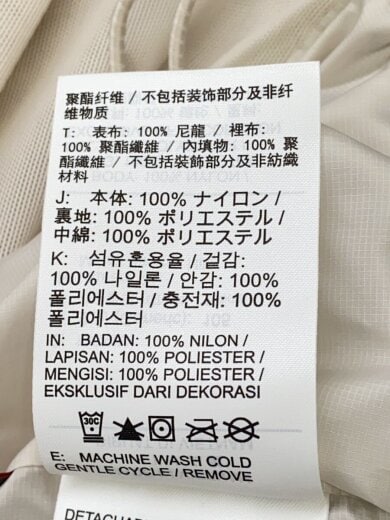 聚酯纤维 / 不包括装饰部分及非纤
维物质
T: 表布: 100% 尼龍 / 裡布:
100% 聚酯纖維 / 內填物: 100% 聚
酯纖維 / 不包括裝飾部分及非紡織
材料
J: 本体: 100% ナイロン /
裏地: 100% ポリエステル /
中綿: 100% ポリエステル
K: 섬유혼용율 / 겉감:
100% 나일론 / 안감: 100%
폴리에스터 / 충전재: 100%
폴리에스터
IN: BADAN: 100% NILON /
LAPISAN: 100% POLIESTER /
MENGISI: 100% POLIESTER /
EKSKLUSIF DARI DEKORASI
30C
E: MACHINE WASH COLD
GENTLE CYCLE / REMOVE
DETACHAB